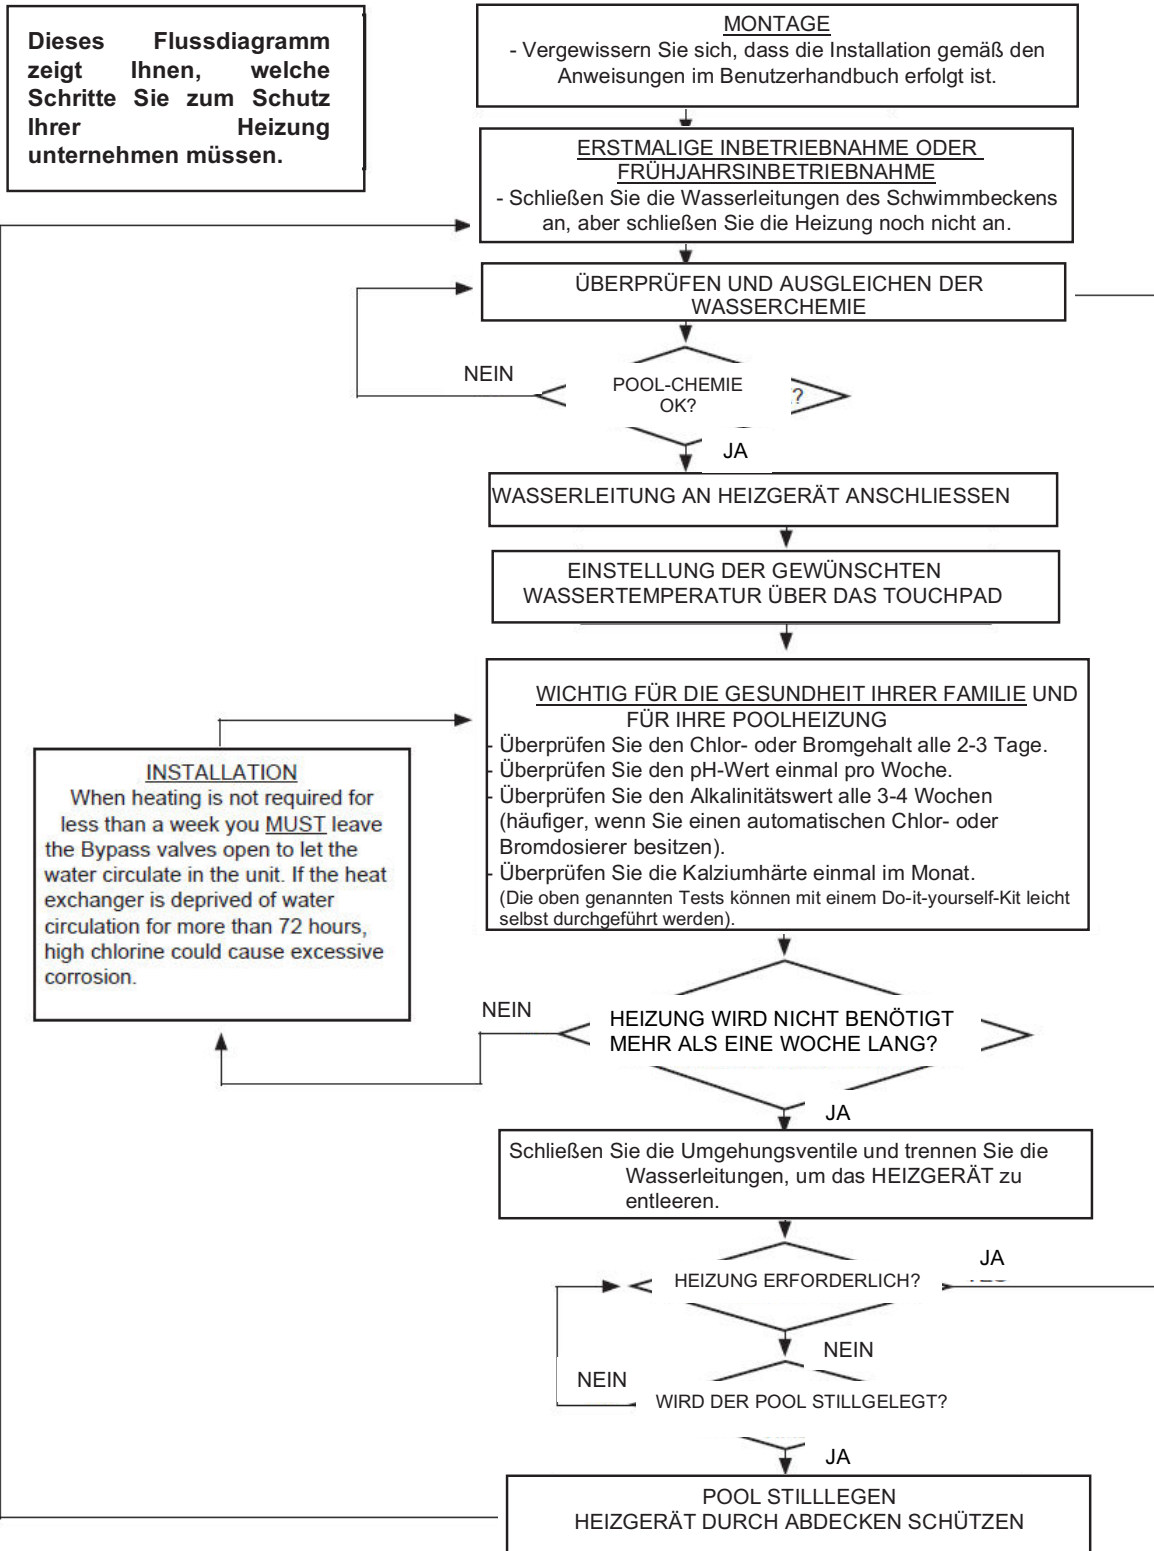 Dieses Flussdiagramm
zeigt Ihnen, welche
Schritte Sie zum Schutz
Ihrer Heizung
unternehmen müssen.
MONTAGE
- Vergewissern Sie sich, dass die Installation gemäß den
Anweisungen im Benutzerhandbuch erfolgt ist.
ERSTMALIGE INBETRIEBNAHME ODER
FRÜHJAHRSINBETRIEBNAHME
- Schließen Sie die Wasserleitungen des Schwimmbeckens
an, aber schließen Sie die Heizung noch nicht an.
ÜBERPRÜFEN UND AUSGLEICHEN DER
WASSERCHEMIE
NEIN
POOL-CHEMIE
OK?
?
JA
WASSERLEITUNG AN HEIZGERÄT ANSCHLIESSEN
EINSTELLUNG DER GEWÜNSCHTEN
WASSERTEMPERATUR ÜBER DAS TOUCHPAD
WICHTIG FÜR DIE GESUNDHEIT IHRER FAMILIE UND
FÜR IHRE POOLHEIZUNG
- Überprüfen Sie den Chlor- oder Bromgehalt alle 2-3 Tage.
- Überprüfen Sie den pH-Wert einmal pro Woche.
- Überprüfen Sie den Alkalinitätswert alle 3-4 Wochen
(häufiger, wenn Sie einen automatischen Chlor- oder
Bromdosierer besitzen).
- Überprüfen Sie die Kalziumhärte einmal im Monat.
(Die oben genannten Tests können mit einem Do-it-yourself-Kit leicht
selbst durchgeführt werden).
INSTALLATION
When heating is not required for
less than a week you MUST leave
the Bypass valves open to let the
water circulate in the unit. If the heat
exchanger is deprived of water
circulation for more than 72 hours,
high chlorine could cause excessive
corrosion.
NEIN
HEIZUNG WIRD NICHT BENÖTIGT
MEHR ALS EINE WOCHE LANG?
JA
Schließen Sie die Umgehungsventile und trennen Sie die
Wasserleitungen, um das HEIZGERÄT zu
entleeren.
JA
HEIZUNG ERFORDERLICH?
NEIN
NEIN
WIRD DER POOL STILLGELEGT?
JA
POOL STILLLEGEN
HEIZGERÄT DURCH ABDECKEN SCHÜTZEN